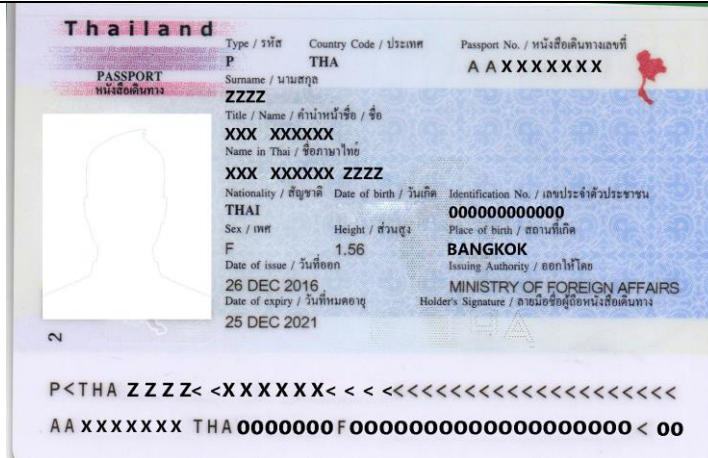 Thailand
PASSPORT
หนังสือเดินทาง
Type / รหัส Country Code / ประเทศ Passport No. / หนังสือเดินทางเลขที่
P THA AAXXXXXXX
Surname / นามสกุล
ZZZZ
Title / Name / คำนำหน้าชื่อ / ชื่อ
XXX XXXXXX
Name in Thai / ชื่อภาษาไทย
XXX XXXXXX ZZZZ
Nationality / สัญชาติ Date of birth / วันเกิด Identification No. / เลขประจำตัวประชาชน
THAI 000000000000
Sex / เพศ Height / ส่วนสูง Place of birth / สถานที่เกิด
F 1.56 BANGKOK
Date of issue / วันที่ออก Issuing Authority / ออกให้โดย
26 DEC 2016 MINISTRY OF FOREIGN AFFAIRS
Date of expiry / วันที่หมดอายุ Holder's Signature / ลายมือชื่อผู้ถือหนังสือเดินทาง
25 DEC 2021
2
P<THA ZZZZ< <XXXXXX< < < <<<<<<<<<<<<<<<<<<<<<
AAXXXXXXX THA0000000F0000000000000000000< 00